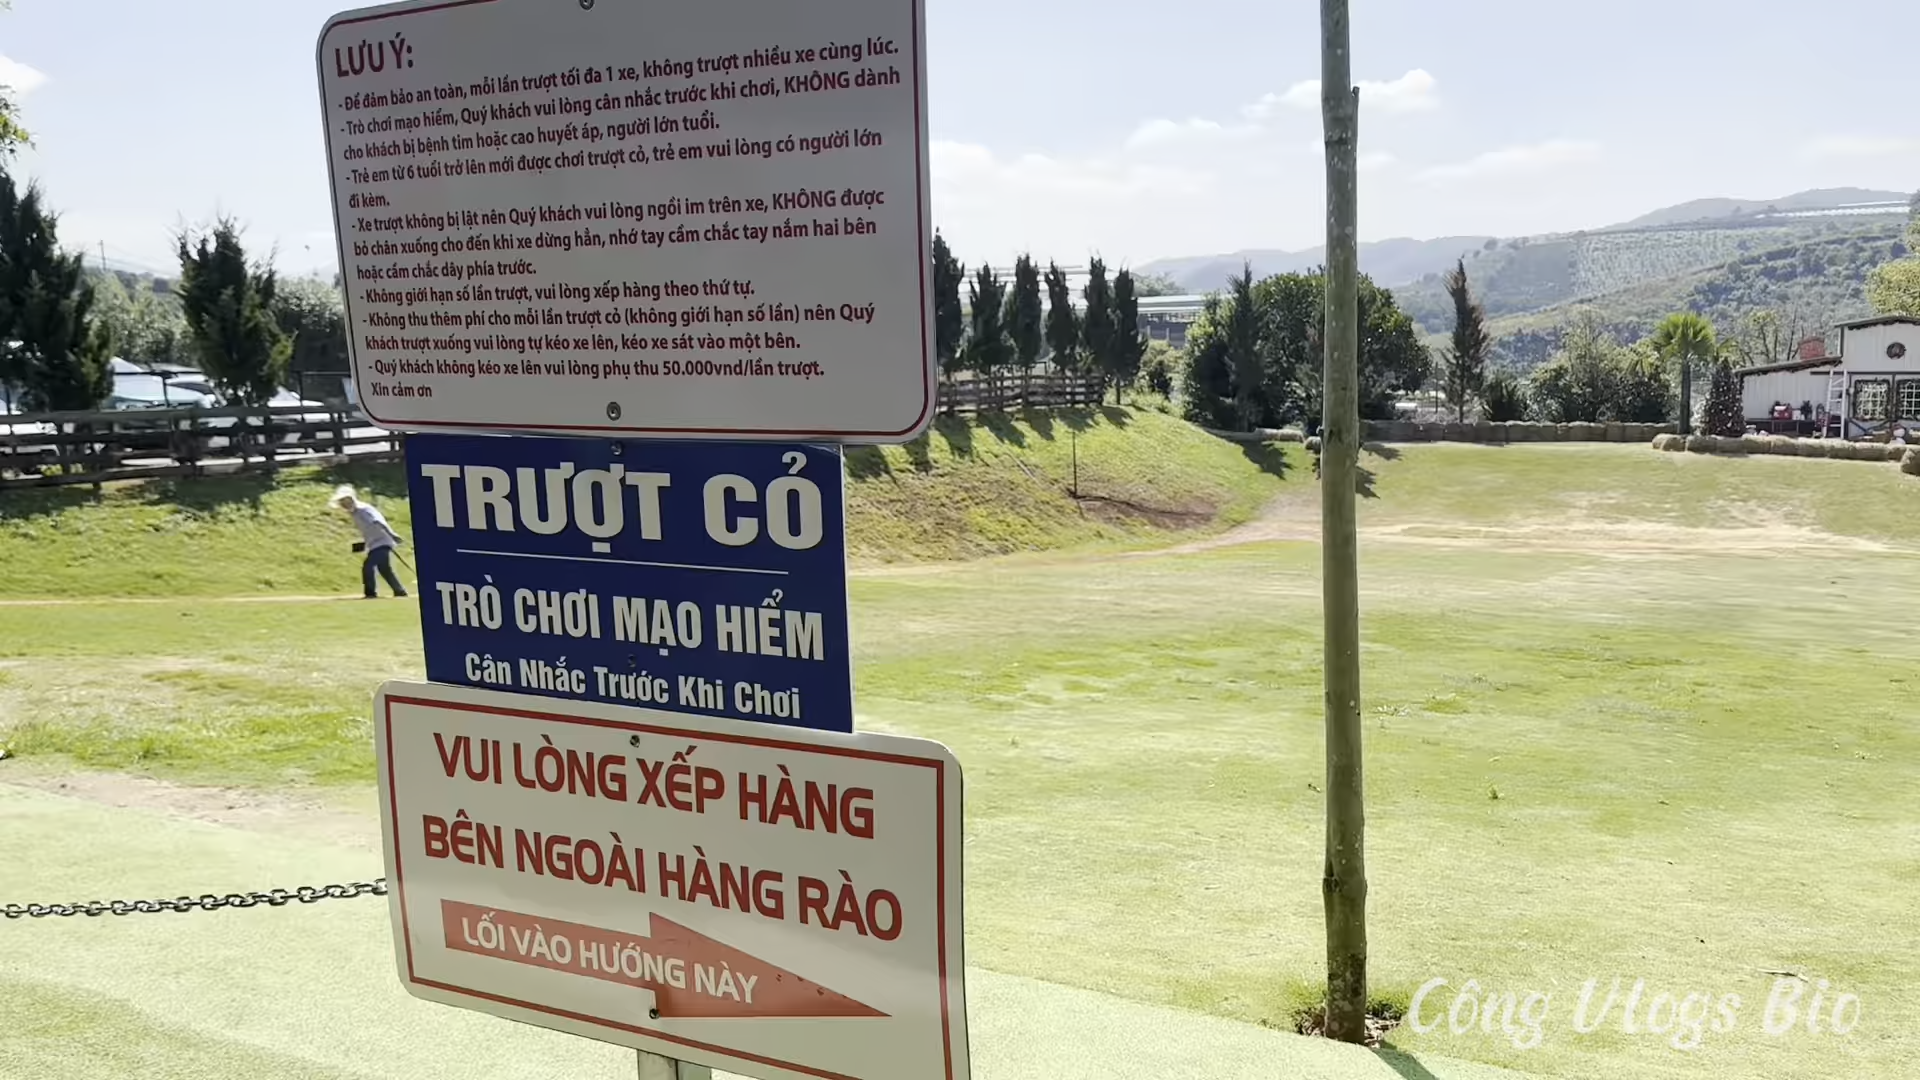 LƯU Ý:
- Để đảm bảo an toàn, mỗi lần trượt tối đa 1 xe, không trượt nhiều xe cùng lúc.
- Trò chơi mạo hiểm, Quý khách vui lòng cân nhắc trước khi chơi, KHÔNG dành
cho khách bị bệnh tim hoặc cao huyết áp, người lớn tuổi.
- Trẻ em từ 6 tuổi trở lên mới được chơi trượt cỏ, trẻ em vui lòng có người lớn
đi kèm.
- Xe trượt không bị lật nên Quý khách vui lòng ngồi im trên xe, KHÔNG được
bỏ chân xuống cho đến khi xe dừng hẳn, nhớ tay cầm chắc tay nắm hai bên
hoặc cầm chắc dây phía trước.
- Không giới hạn số lần trượt, vui lòng xếp hàng theo thứ tự.
- Không thu thêm phí cho mỗi lần trượt cỏ (không giới hạn số lần) nên Quý
khách trượt xuống vui lòng tự kéo xe lên, kéo xe sát vào một bên.
- Quý khách không kéo xe lên vui lòng phụ thu 50.000vnd/lần trượt.
Xin cảm ơn
TRƯỢT CỎ
TRÒ CHƠI MẠO HIỂM
Cân Nhắc Trước Khi Chơi
VUI LÒNG XẾP HÀNG
BÊN NGOÀI HÀNG RÀO
LỐI VÀO HƯỚNG NÀY
Công Vlogs Bio